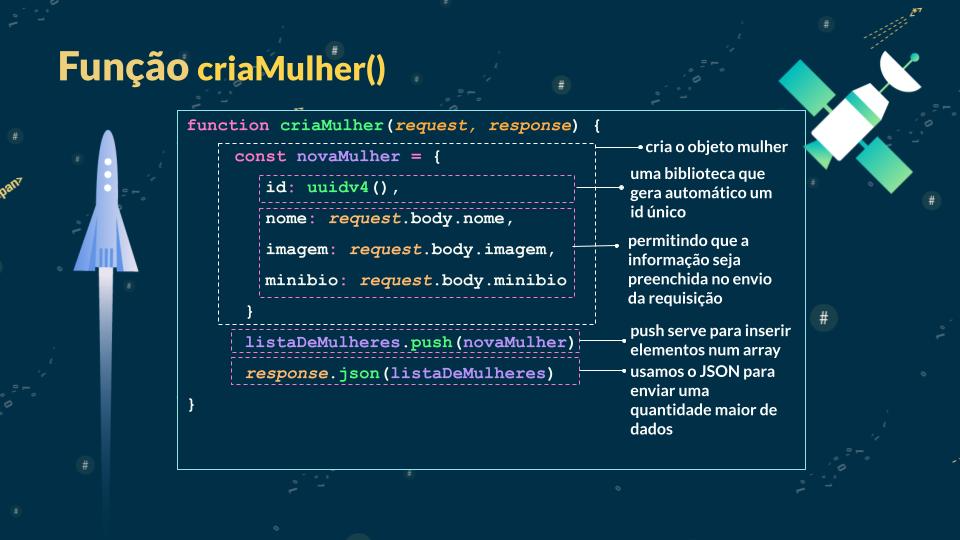 Função criaMulher()
function criaMulher(request, response) {
const novaMulher = {
cria o objeto mulher
id: uuidv4(),
uma biblioteca que
gera automático um
id único
nome: request.body.nome,
imagem: request.body.imagem,
minibio: request.body.minibio
permitindo que a
informação seja
preenchida no envio
da requisição
}
listaDeMulheres.push(novaMulher)
push serve para inserir
elementos num array
response.json(listaDeMulheres)
usamos o JSON para
enviar uma
quantidade maior de
dados
}
pan>
#
#
#
#
#
#
#